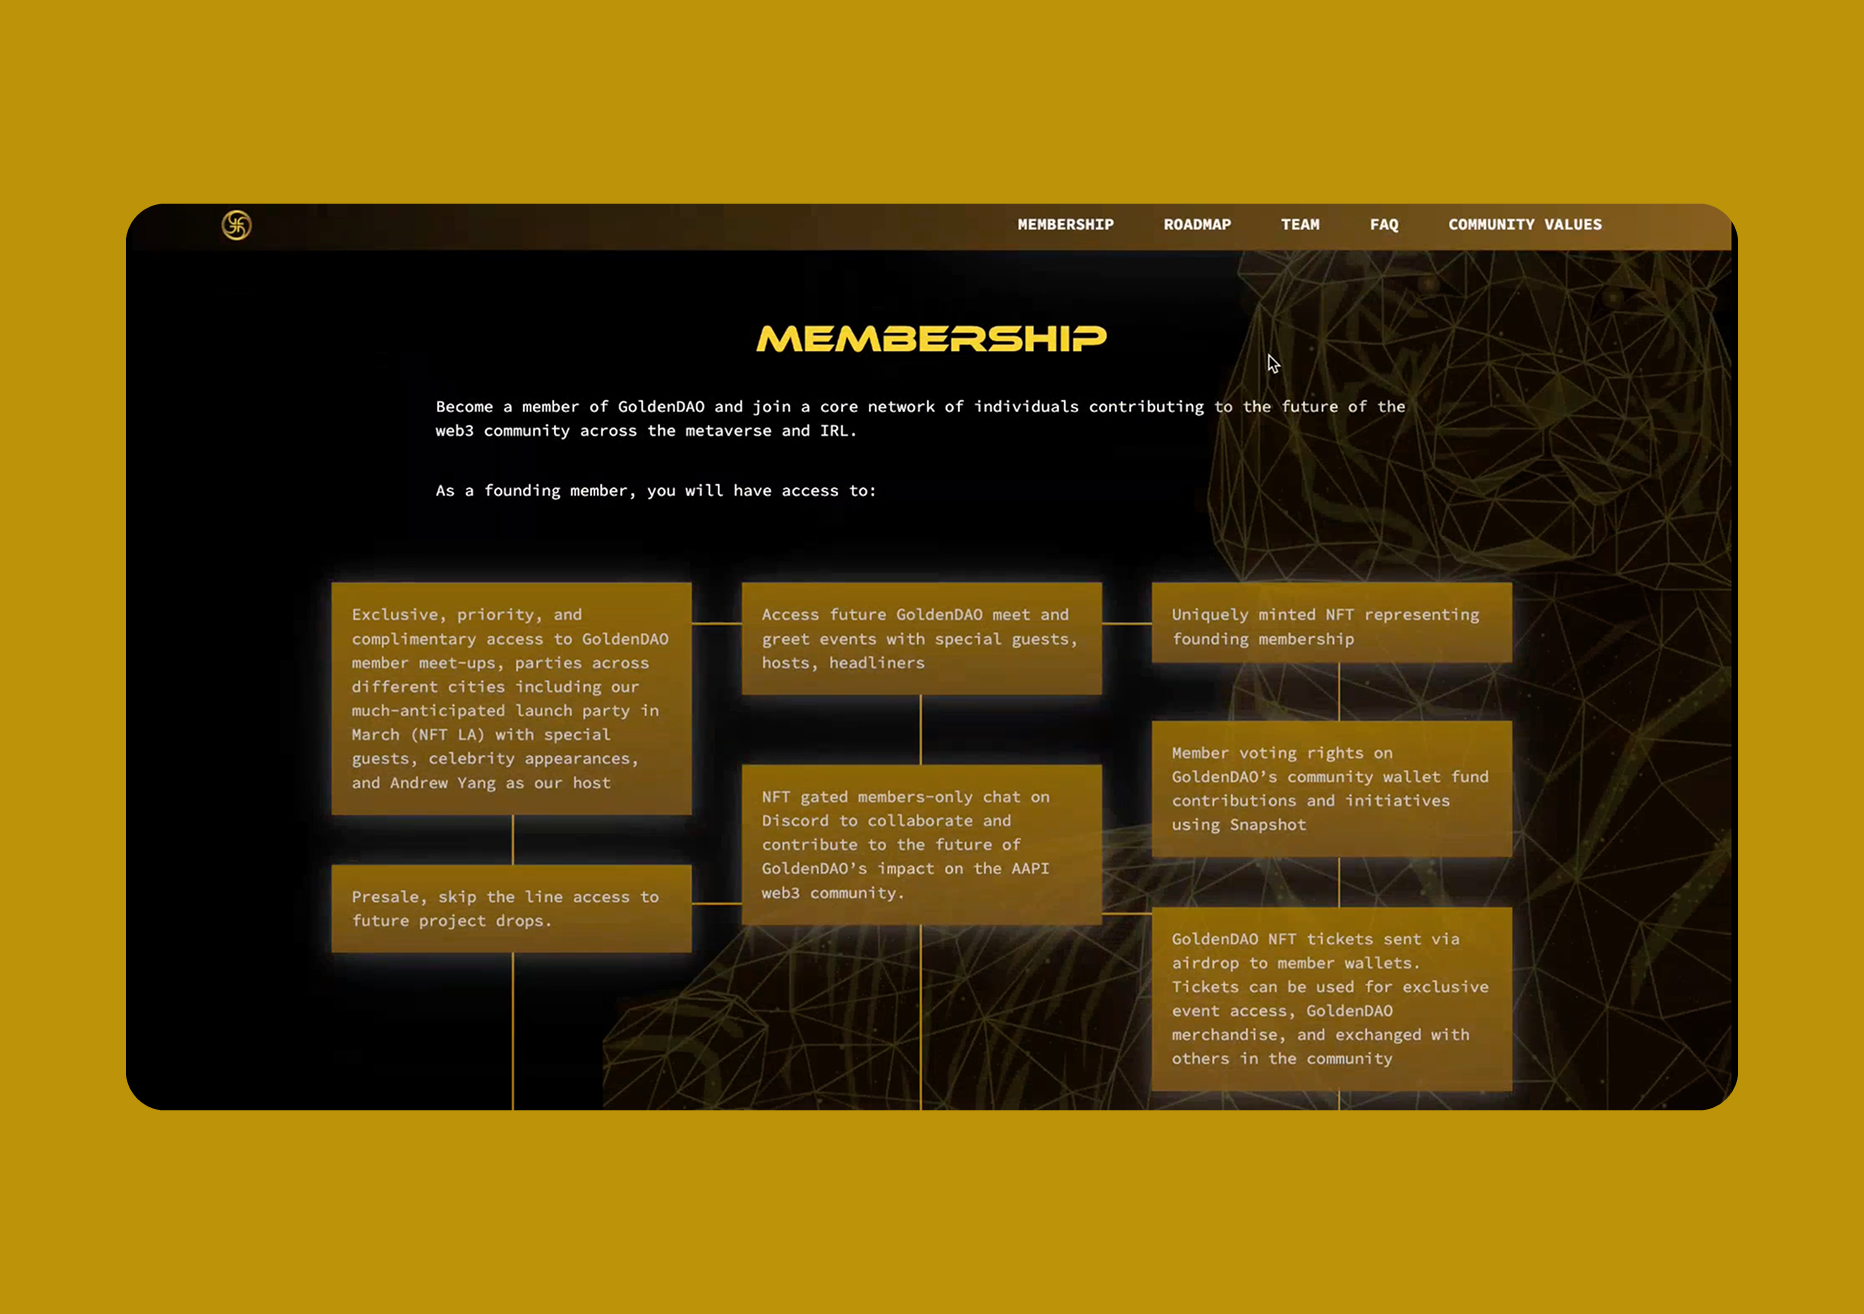 MEMBERSHIP ROADMAP TEAM FAQ COMMUNITY VALUES
MEMBERSHIP
Become a member of GoldenDAO and join a core network of individuals contributing to the future of the
web3 community across the metaverse and IRL.
As a founding member, you will have access to:
Exclusive, priority, and
complimentary access to GoldenDAO
member meet-ups, parties across
different cities including our
much-anticipated launch party in
March (NFT LA) with special
guests, celebrity appearances,
and Andrew Yang as our host
Presale, skip the line access to
future project drops.
Access future GoldenDAO meet and
greet events with special guests,
hosts, headliners
NFT gated members-only chat on
Discord to collaborate and
contribute to the future of
GoldenDAO’s impact on the AAPI
web3 community.
Uniquely minted NFT representing
founding membership
Member voting rights on
GoldenDAO’s community wallet fund
contributions and initiatives
using Snapshot
GoldenDAO NFT tickets sent via
airdrop to member wallets.
Tickets can be used for exclusive
event access, GoldenDAO
merchandise, and exchanged with
others in the community